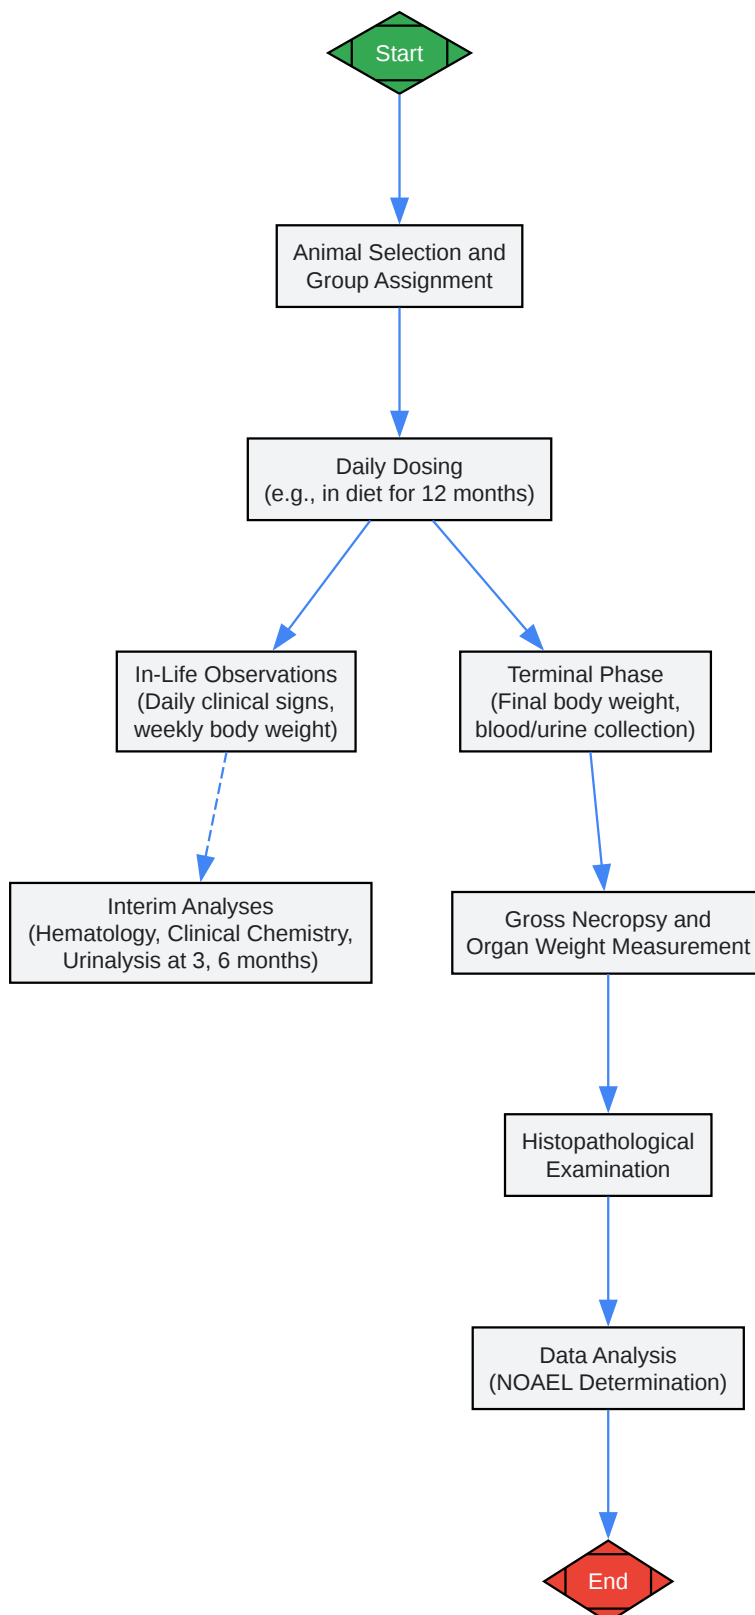 Start
Animal Selection and
Group Assignment
Daily Dosing
(e.g., in diet for 12 months)
In-Life Observations
(Daily clinical signs,
weekly body weight)
Terminal Phase
(Final body weight,
blood/urine collection)
Interim Analyses
(Hematology, Clinical Chemistry,
Urinalysis at 3, 6 months)
Gross Necropsy and
Organ Weight Measurement
Histopathological
Examination
Data Analysis
(NOAEL Determination)
End